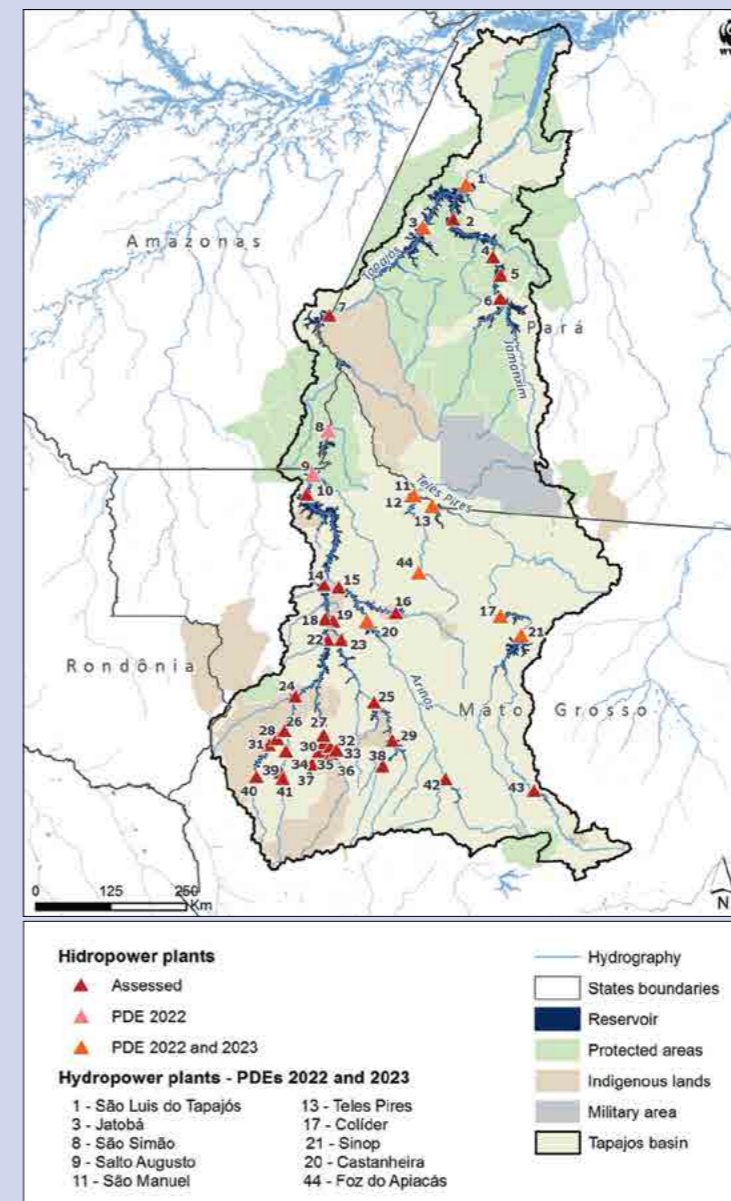 WWF
1
2
3
Amazonas
Tapajos
4
5
6
Pará
7
Jamanxim
8
9
10
11
Teles Pires
12
13
14
15
44
16
17
18
19
20
21
22
23
Rondônia
Arinos
24
25
Mato Grosso
26
27
28
29
31
30
32
33
38
34
35
36
39
37
40
41
42
43
0 125 250
Km
N
Hidropower plants
Assessed
PDE 2022
PDE 2022 and 2023
Hydropower plants - PDEs 2022 and 2023
1 - São Luis do Tapajós
3 - Jatobá
8 - São Simão
9 - Salto Augusto
11 - São Manuel
13 - Teles Pires
17 - Colíder
21 - Sinop
20 - Castanheira
44 - Foz do Apiacás
Hydrography
States boundaries
Reservoir
Protected areas
Indigenous lands
Military area
Tapajos basin